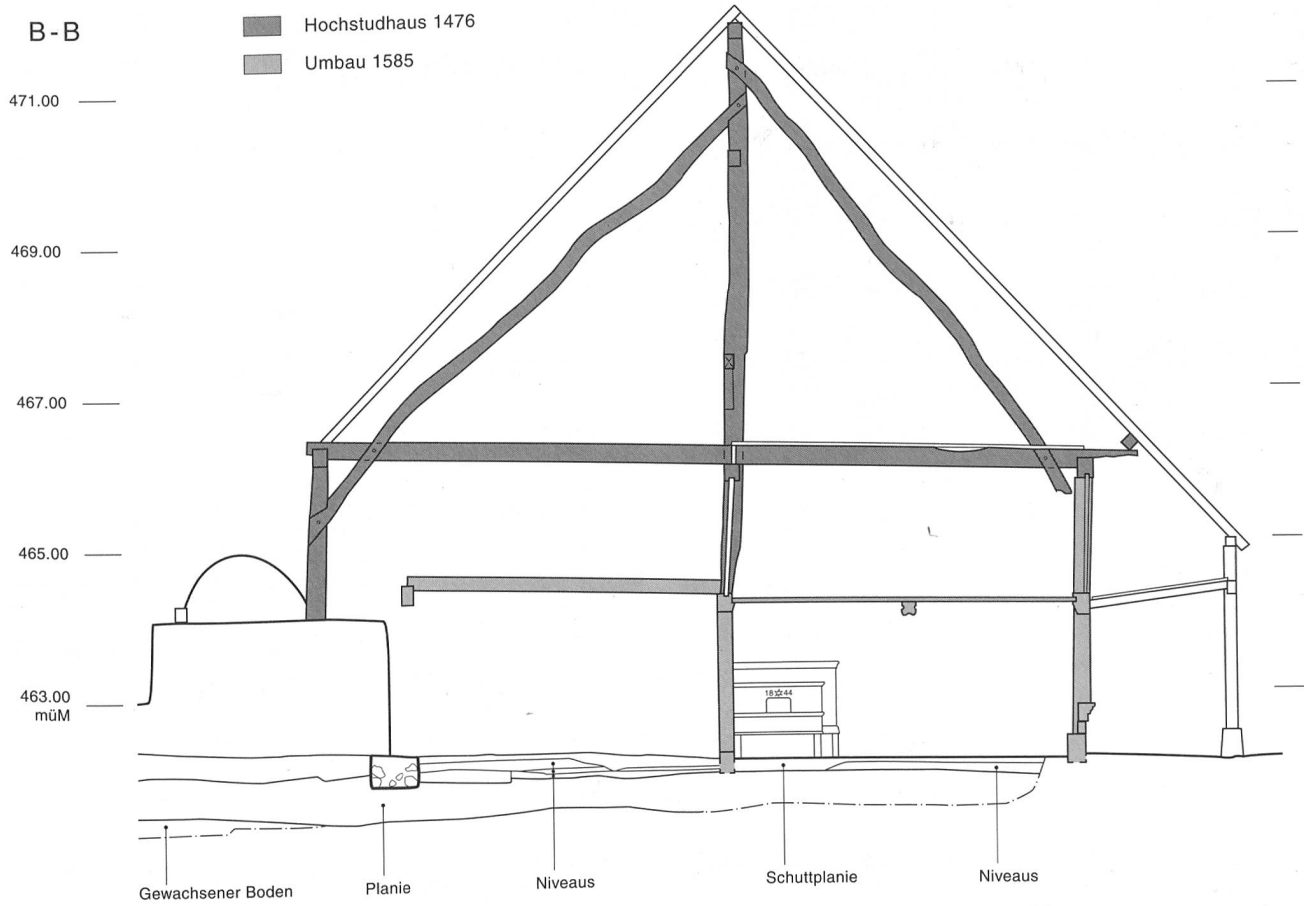 B-B
Hochstudhaus 1476
Umbau 1585
471.00
469.00
467.00
465.00
463.00
müM
18☆44
Gewachsener Boden
Planie
Niveaus
Schuttplanie
Niveaus